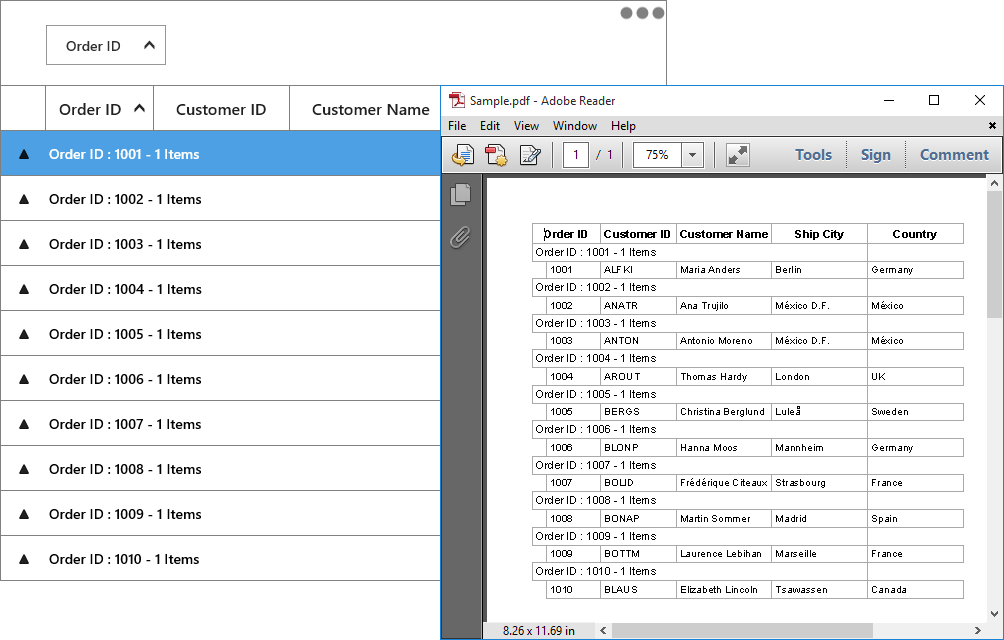 Order ID
Order ID Customer ID Customer Name
Order ID : 1001 - 1 Items
Order ID : 1002 - 1 Items
Order ID : 1003 - 1 Items
Order ID : 1004 - 1 Items
Order ID : 1005 - 1 Items
Order ID : 1006 - 1 Items
Order ID : 1007 - 1 Items
Order ID : 1008 - 1 Items
Order ID : 1009 - 1 Items
Order ID : 1010 - 1 Items
Sample.pdf - Adobe Reader
File Edit View Window Help
1 / 1 75% Tools Sign Comment
Order ID Customer ID Customer Name Ship City Country
Order ID : 1001 - 1 Items
1001 ALFKI Maria Anders Berlin Germany
Order ID : 1002 - 1 Items
1002 ANATR Ana Trujilo México D.F. México
Order ID : 1003 - 1 Items
1003 ANTON Antonio Moreno México D.F. México
Order ID : 1004 - 1 Items
1004 AROUT Thomas Hardy London UK
Order ID : 1005 - 1 Items
1005 BERGS Christina Berglund Luleå Sweden
Order ID : 1006 - 1 Items
1006 BLONP Hanna Moos Mannheim Germany
Order ID : 1007 - 1 Items
1007 BOLID Frédérique Citeaux Strasbourg France
Order ID : 1008 - 1 Items
1008 BONAP Martin Sommer Madrid Spain
Order ID : 1009 - 1 Items
1009 BOTTM Laurence Lebihan Marseille France
Order ID : 1010 - 1 Items
1010 BLAUS Elizabeth Lincoln Tsawassen Canada
8.26 x 11.69 in